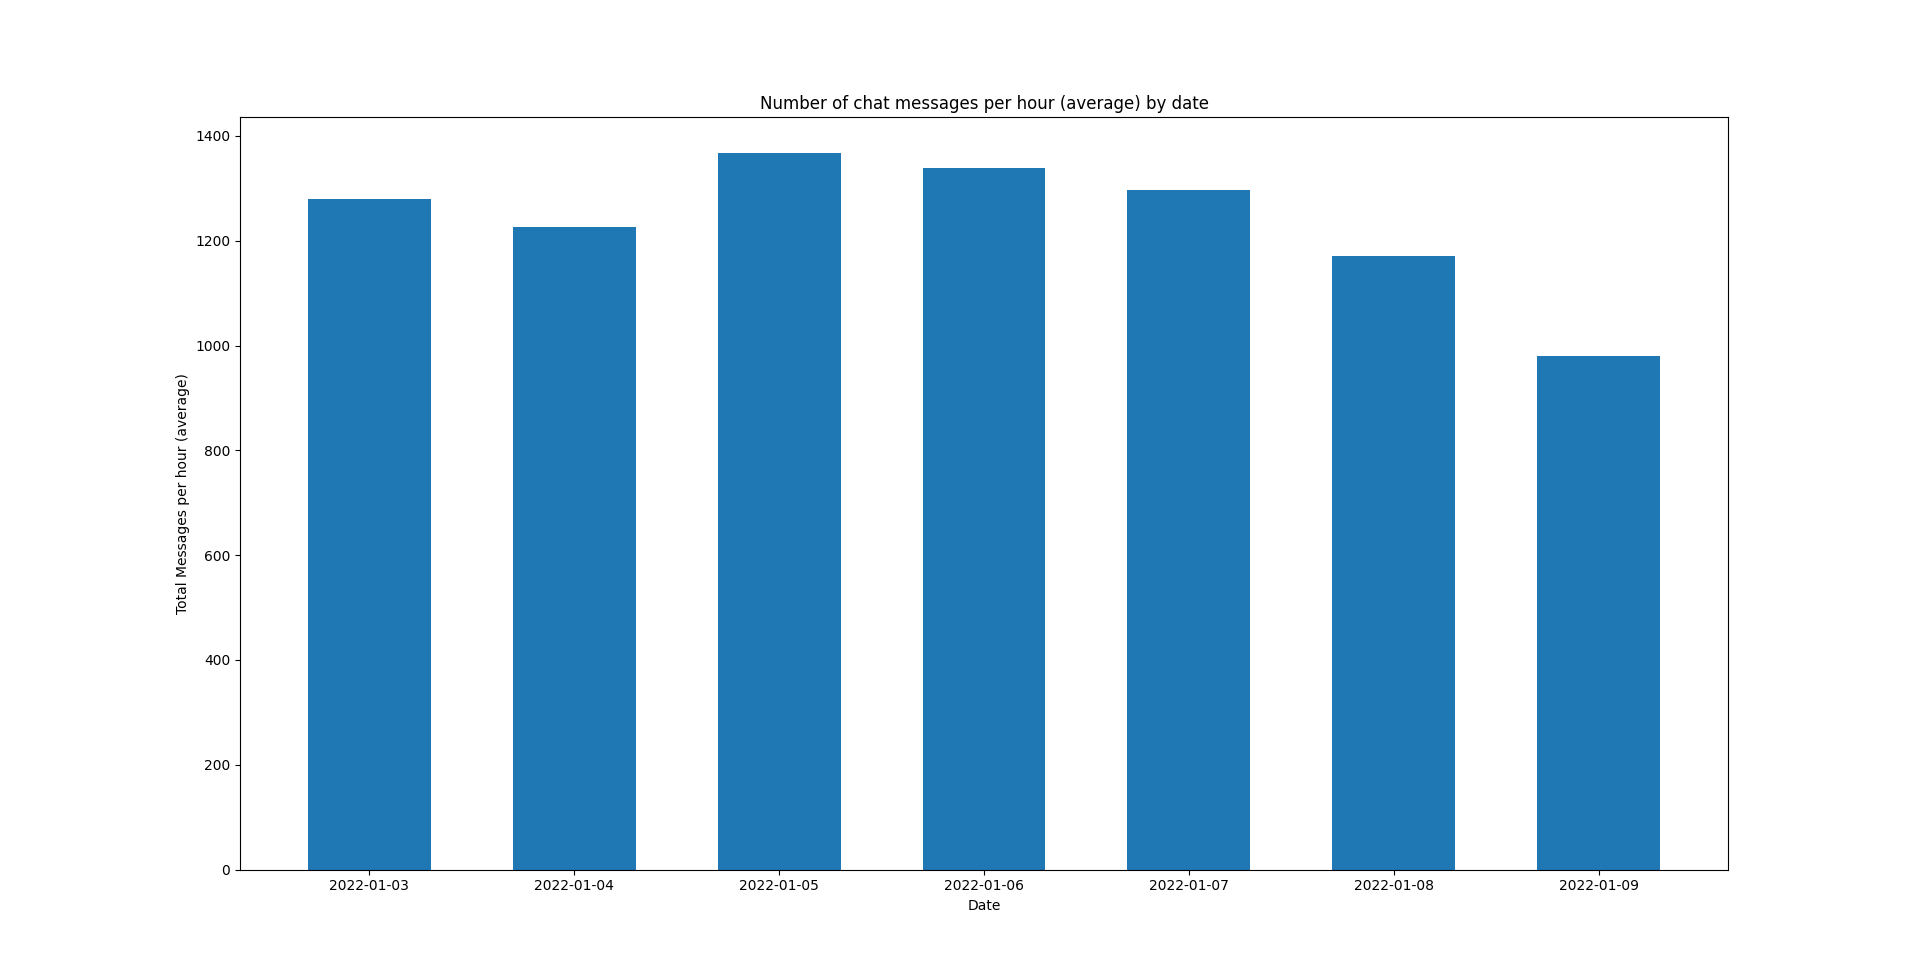 Number of chat messages per hour (average) by date
1400
1200
1000
800
600
400
200
0
Total Messages per hour (average)
2022-01-03 2022-01-04 2022-01-05 2022-01-06 2022-01-07 2022-01-08 2022-01-09
Date